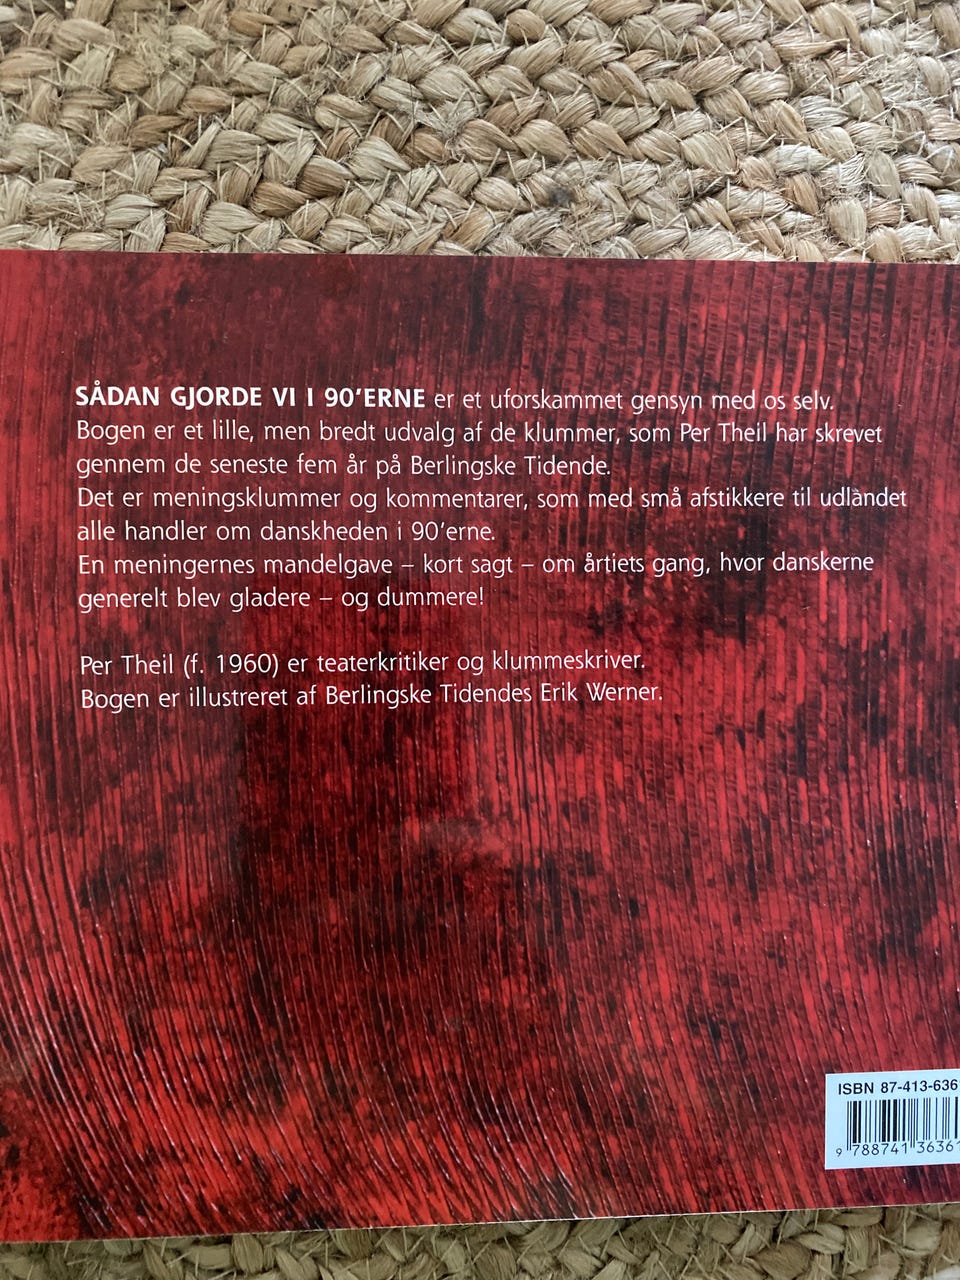 SÅDAN GJORDE VI I 90'ERNE er et uforskammet gensyn med os selv.
Bogen er et lille, men bredt udvalg af de klummer, som Per Theil har skrevet
gennem de seneste fem år på Berlingske Tidende.
Det er meningsklummer og kommentarer, som med små afstikkere til udlandet
alle handler om danskheden i 90'erne.
En meningernes mandelgave – kort sagt – om årtiets gang, hvor danskerne
generelt blev gladere – og dummere!
Per Theil (f. 1960) er teaterkritiker og klummeskriver.
Bogen er illustreret af Berlingske Tidendes Erik Werner.
ISBN 87-413-6361
9 788741 36361